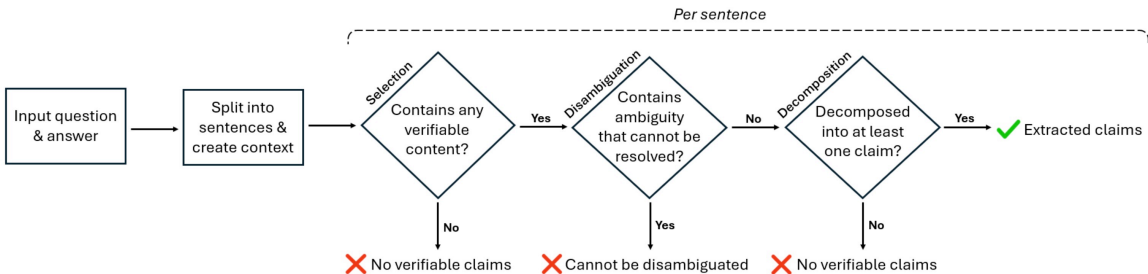 Per sentence
Input question
& answer
Split into
sentences &
create context
Selection
Contains any
verifiable
content?
Yes
Disambiguation
Contains
ambiguity
that cannot be
resolved?
No
Decomposition
Decomposed
into at least
one claim?
Yes
Extracted claims
No
Yes
No
No verifiable claims
Cannot be disambiguated
No verifiable claims